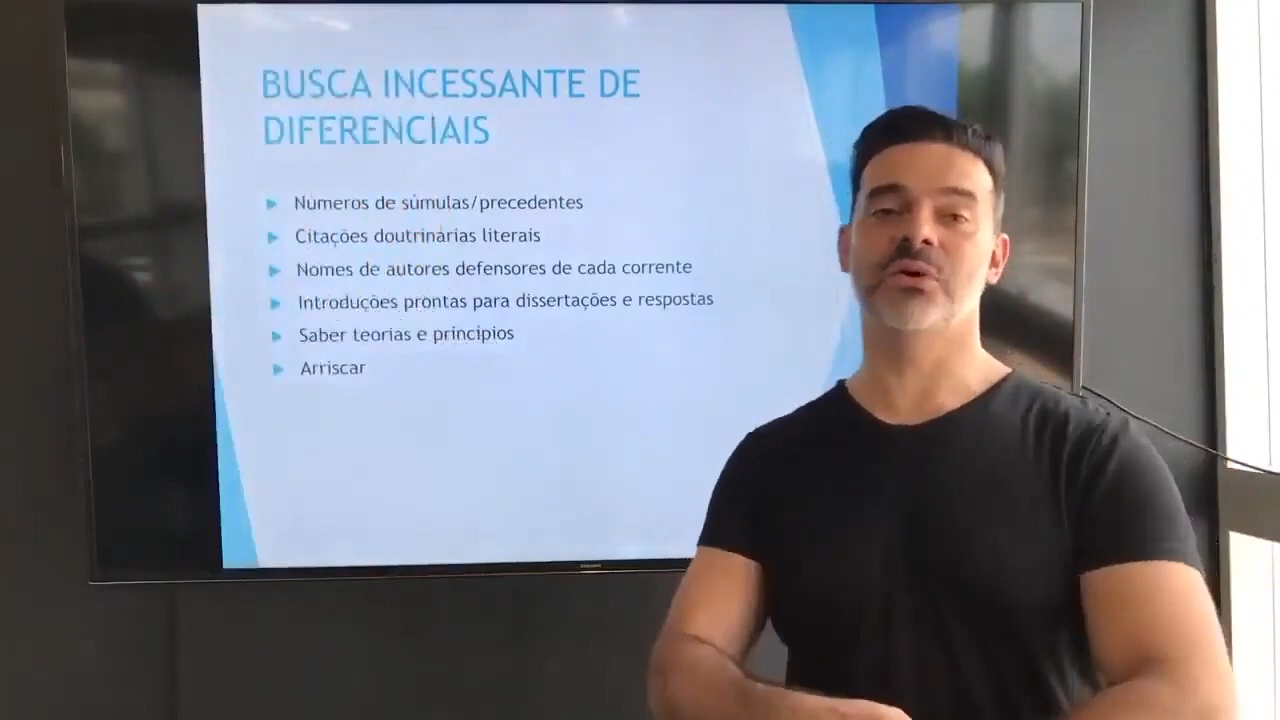 BUSCA INCESSANTE DE
DIFERENCIAIS
Números de súmulas/precedentes
Citações doutrinárias literais
Nomes de autores defensores de cada corrente
Introduções prontas para dissertações e respostas
Saber teorias e princípios
Arriscar